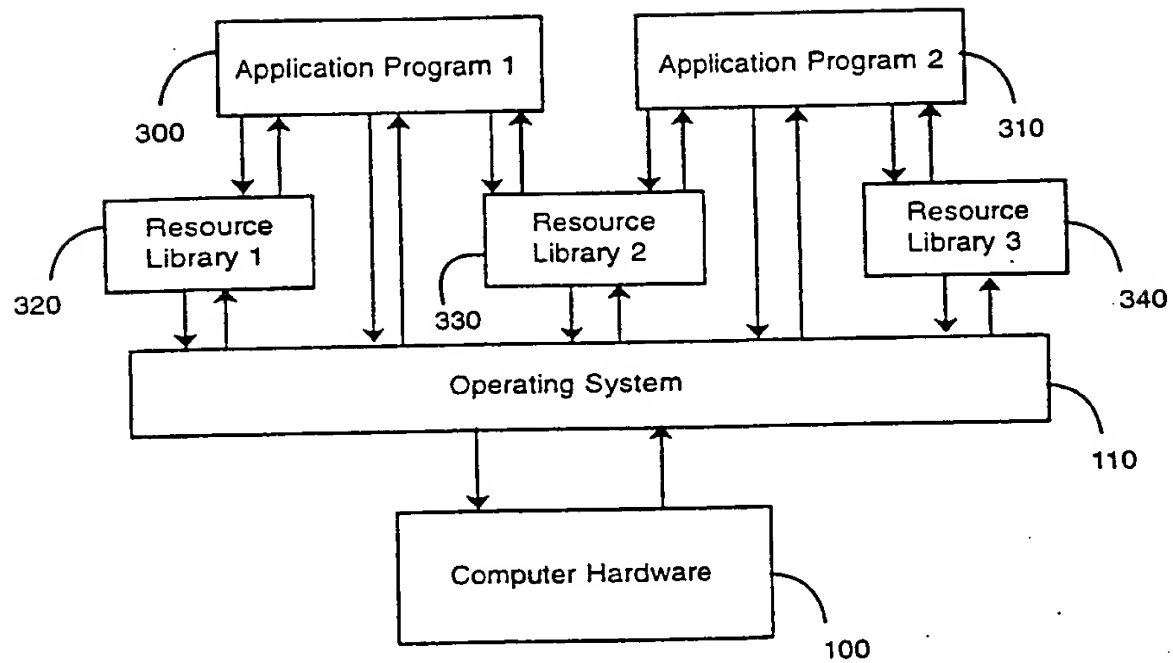 Application Program 1
Application Program 2
300
310
Resource
Library 1
Resource
Library 2
Resource
Library 3
320
330
340
Operating System
110
Computer Hardware
100